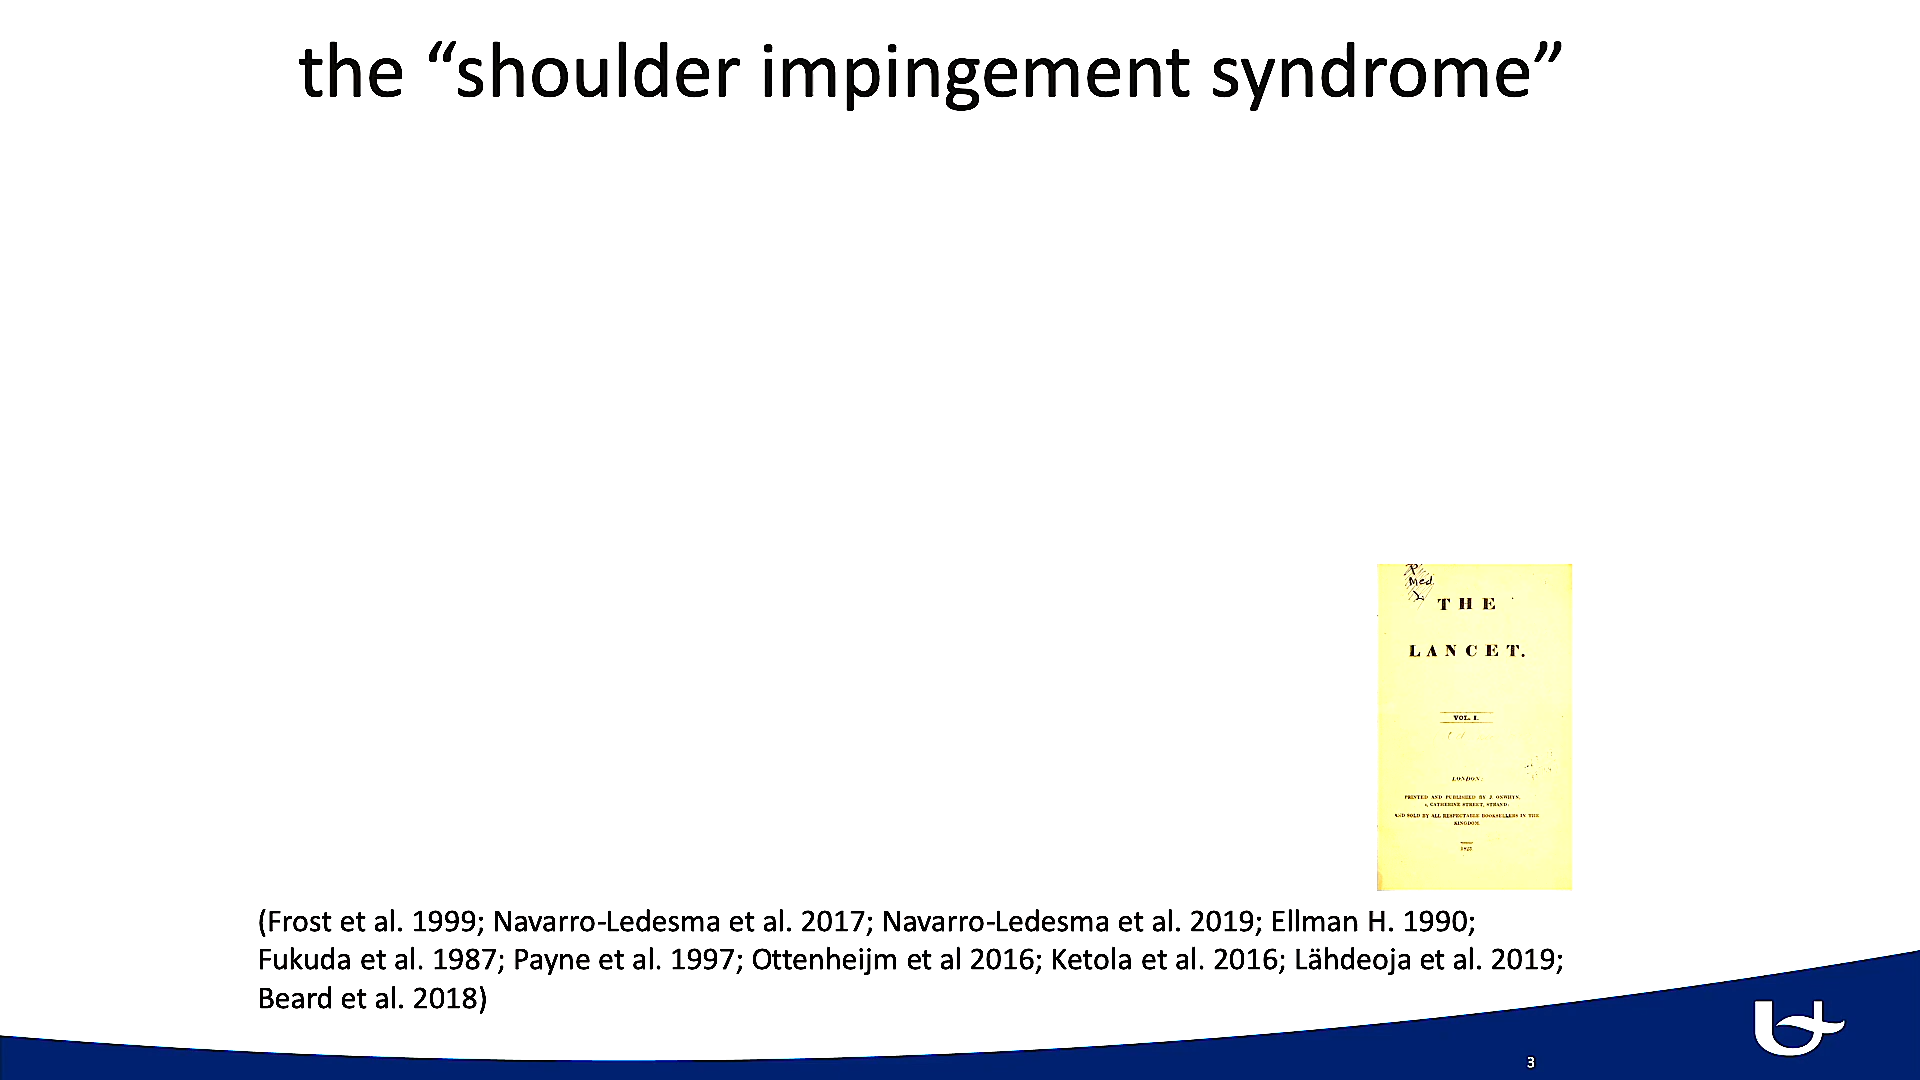 the “shoulder impingement syndrome”
P
Med
THE
LANCET.
VOL. I.
LONDON:
PRINTED AND PUBLISHED BY J. ONWHYN,
4, CATHERINE STREET, STRAND:
AND SOLD BY ALL RESPECTABLE BOOKSELLERS IN THE
KINGDOM.
(Frost et al. 1999; Navarro-Ledesma et al. 2017; Navarro-Ledesma et al. 2019; Ellman H. 1990;
Fukuda et al. 1987; Payne et al. 1997; Ottenheijm et al 2016; Ketola et al. 2016; Lähdeoja et al. 2019;
Beard et al. 2018)
3